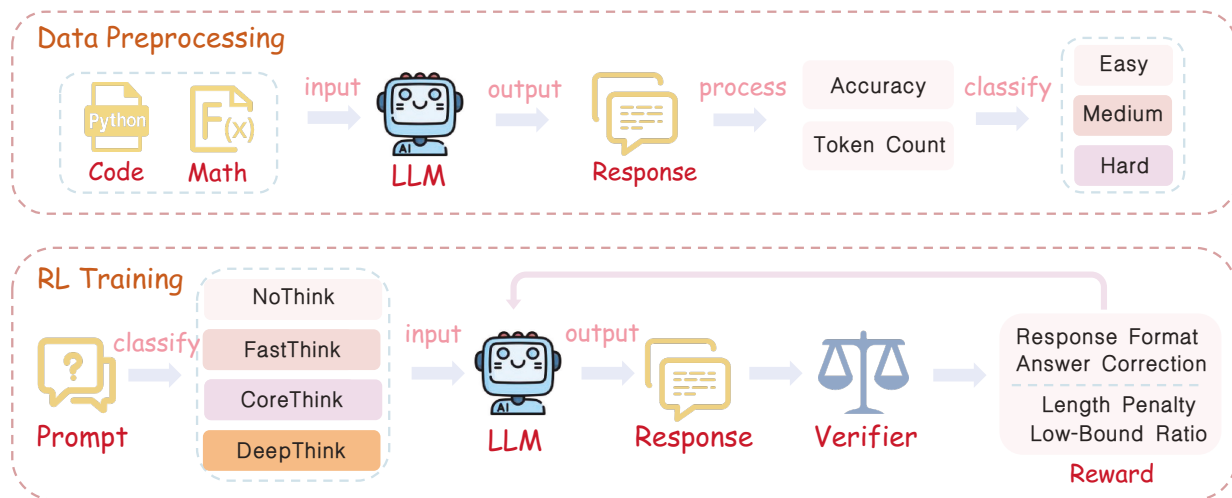 Data Preprocessing
Python
Code
F(x)
Math
input
AI
LLM
output
Response
process
Accuracy
Token Count
classify
Easy
Medium
Hard
RL Training
?
Prompt
classify
NoThink
FastThink
CoreThink
DeepThink
input
AI
LLM
output
Response
Verifier
Response Format
Answer Correction
Length Penalty
Low-Bound Ratio
Reward